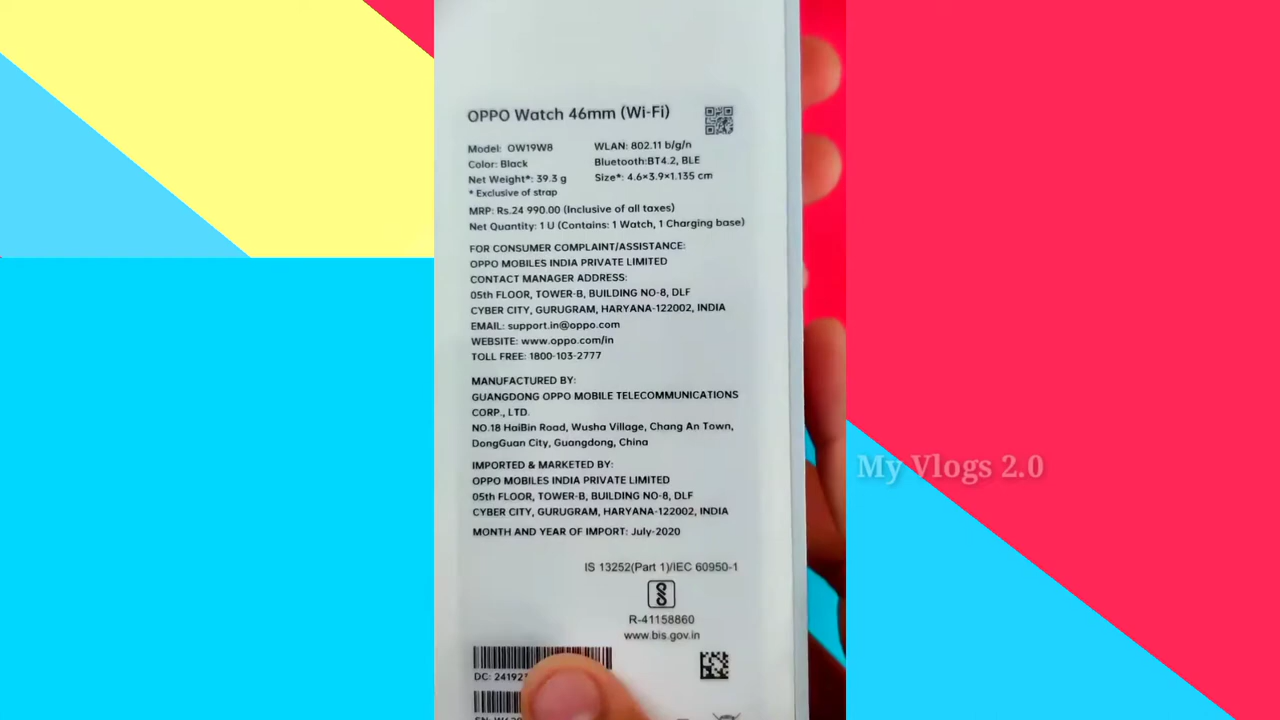 OPPO Watch 46mm (Wi-Fi)
Model: OW19W8
WLAN: 802.11 b/g/n
Color: Black
Bluetooth:BT4.2, BLE
Net Weight*: 39.3 g
Size*: 4.6×3.9×1.135 cm
* Exclusive of strap
MRP: Rs.24 990.00 (Inclusive of all taxes)
Net Quantity: 1 U (Contains: 1 Watch, 1 Charging base)
FOR CONSUMER COMPLAINT/ASSISTANCE:
OPPO MOBILES INDIA PRIVATE LIMITED
CONTACT MANAGER ADDRESS:
05th FLOOR, TOWER-B, BUILDING NO-8, DLF
CYBER CITY, GURUGRAM, HARYANA-122002, INDIA
EMAIL: support.in@oppo.com
WEBSITE: www.oppo.com/in
TOLL FREE: 1800-103-2777
MANUFACTURED BY:
GUANGDONG OPPO MOBILE TELECOMMUNICATIONS
CORP., LTD.
NO.18 HaiBin Road, Wusha Village, Chang An Town,
DongGuan City, Guangdong, China
IMPORTED & MARKETED BY:
OPPO MOBILES INDIA PRIVATE LIMITED
05th FLOOR, TOWER-B, BUILDING NO-8, DLF
CYBER CITY, GURUGRAM, HARYANA-122002, INDIA
MONTH AND YEAR OF IMPORT: July-2020
IS 13252(Part 1)/IEC 60950-1
R-41158860
www.bis.gov.in
DC:
My Vlogs 2.0